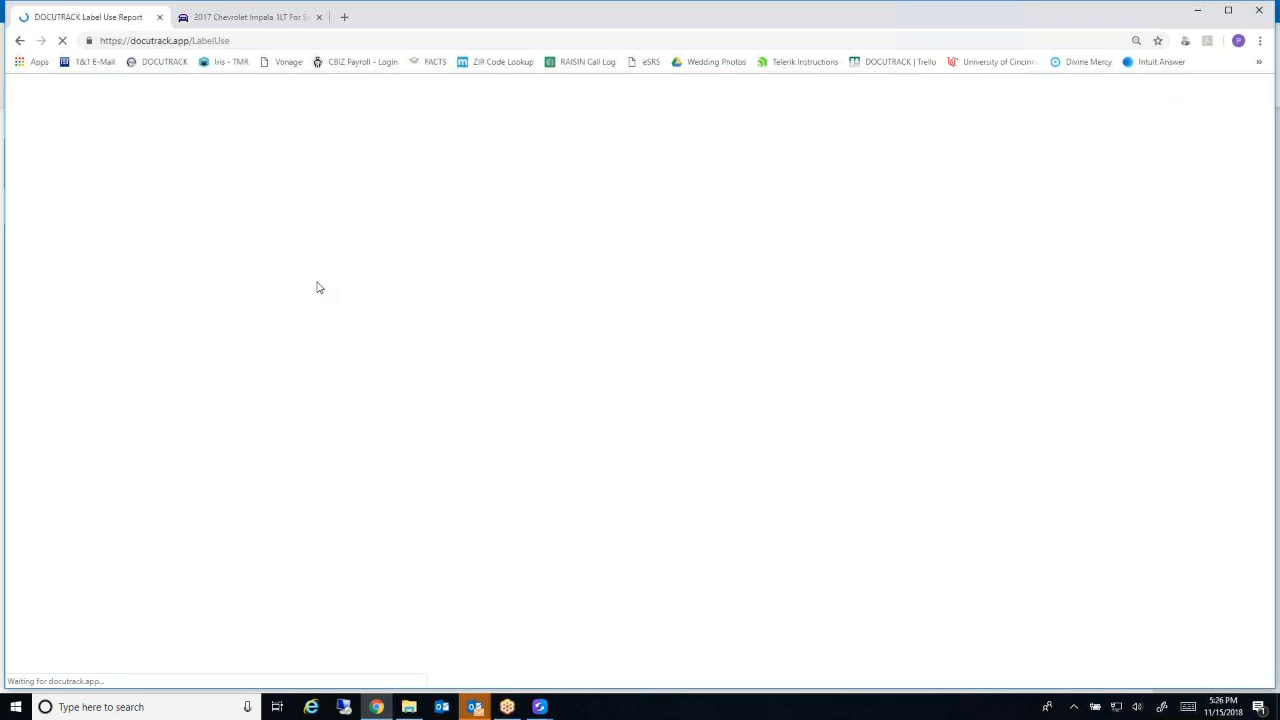 DOCUTRACK Label Use Report
2017 Chevrolet Impala 1LT For S
https://docutrack.app/LabelUse
P
Apps 1&1 E-Mail DOCUTRACK Iris - TMR Vonage CBIZ Payroll - Login FACTS ZIP Code Lookup RAISIN Call Log eSRS Wedding Photos Telerik Instructions DOCUTRACK | Trello University of Cincinn Divine Mercy Intuit Answer »
Waiting for docutrack.app...
Type here to search
5:26 PM
11/15/2018
1